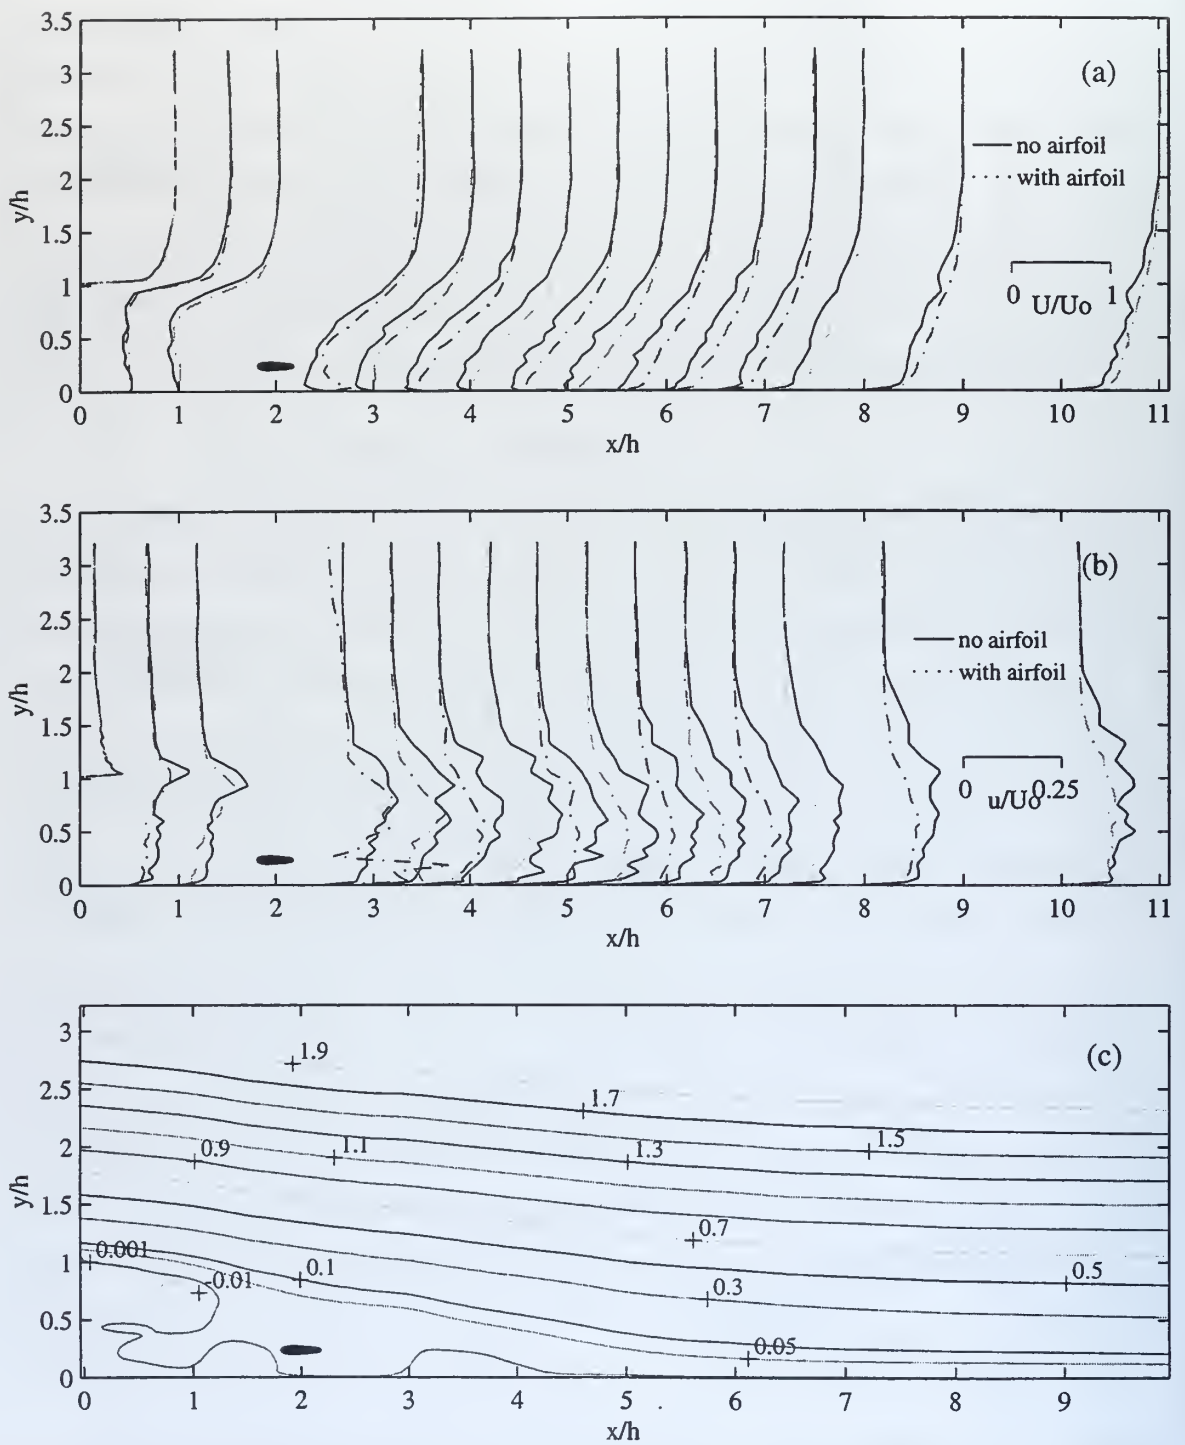 3.5
3
2.5
2
1.5
1
0.5
0
y/h
(a)
no airfoil
with airfoil
0 U/Uo 1
0 1 2 3 4 5 6 7 8 9 10 11
x/h
3.5
3
2.5
2
1.5
1
0.5
0
y/h
(b)
no airfoil
with airfoil
0 u/Uo 0.25
0 1 2 3 4 5 6 7 8 9 10 11
x/h
3
2.5
2
1.5
1
0.5
0
y/h
(c)
1.9
1.7
1.5
1.3
1.1
0.9
0.7
0.5
0.3
0.1
0.001
-0.01
0.05
0 1 2 3 4 5 6 7 8 9
x/h